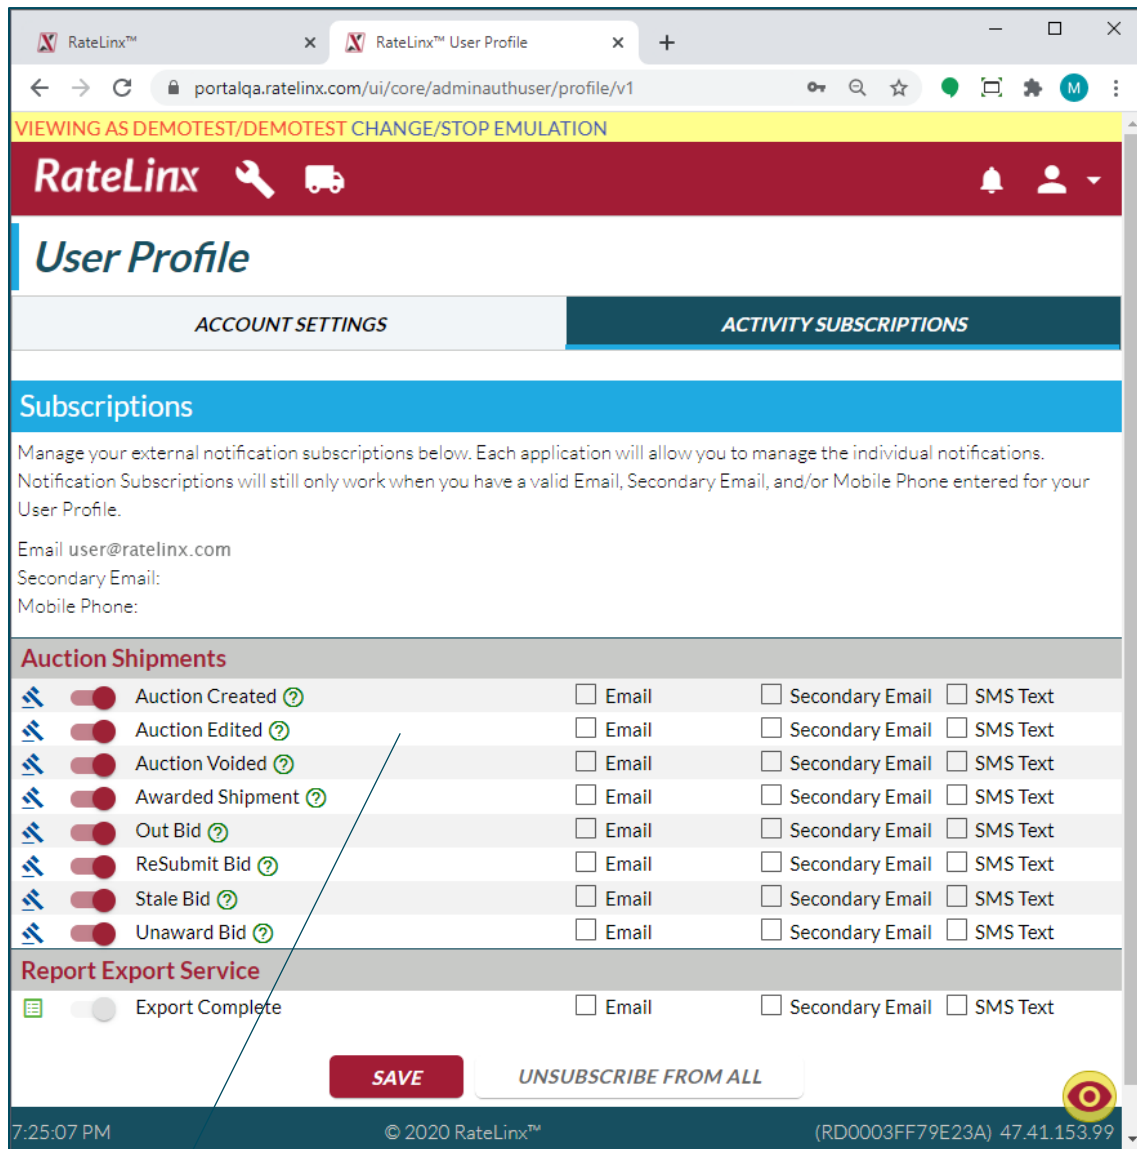 RateLinx™
RateLinx™ User Profile
portalqa.ratelinx.com/ui/core/adminauthuser/profile/v1
M
VIEWING AS DEMOTEST/DEMOTEST CHANGE/STOP EMULATION
RateLinx
User Profile
ACCOUNT SETTINGS ACTIVITY SUBSCRIPTIONS
Subscriptions
Manage your external notification subscriptions below. Each application will allow you to manage the individual notifications.
Notification Subscriptions will still only work when you have a valid Email, Secondary Email, and/or Mobile Phone entered for your
User Profile.
Email user@ratelinx.com
Secondary Email:
Mobile Phone:
Auction Shipments
Auction Created ? Email Secondary Email SMS Text
Auction Edited ? Email Secondary Email SMS Text
Auction Voided ? Email Secondary Email SMS Text
Awarded Shipment ? Email Secondary Email SMS Text
Out Bid ? Email Secondary Email SMS Text
ReSubmit Bid ? Email Secondary Email SMS Text
Stale Bid ? Email Secondary Email SMS Text
Unaward Bid ? Email Secondary Email SMS Text
Report Export Service
Export Complete Email Secondary Email SMS Text
SAVE UNSUBSCRIBE FROM ALL
7:25:07 PM © 2020 RateLinx™ (RD0003FF79E23A) 47.41.153.99